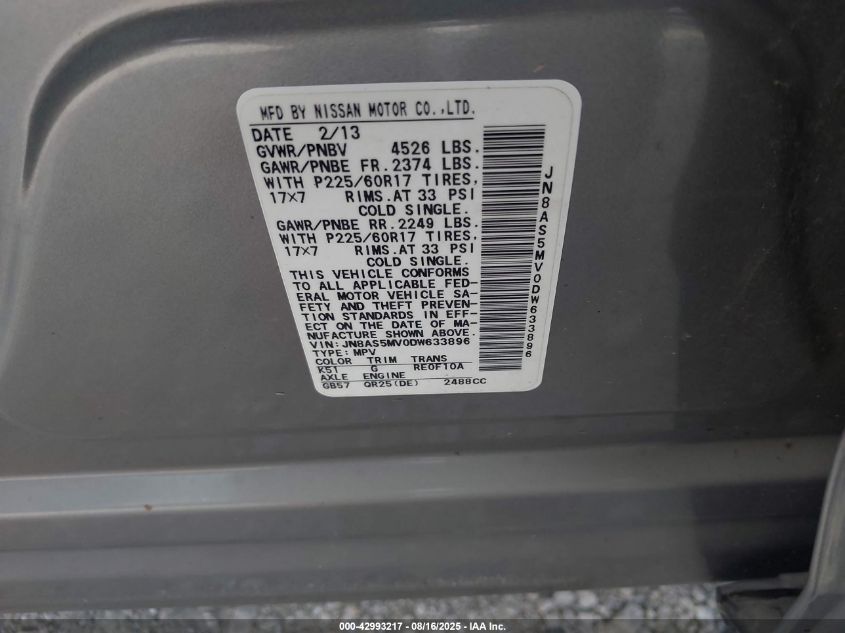 MFD BY NISSAN MOTOR CO.,LTD.
DATE 2/13
GVWR/PNBV 4526 LBS.
GAWR/PNBE FR. 2374 LBS.
WITH P225/60R17 TIRES,
17×7 RIMS. AT 33 PSI
COLD SINGLE.
GAWR/PNBE RR. 2249 LBS.
WITH P225/60R17 TIRES,
17×7 RIMS. AT 33 PSI
COLD SINGLE.
THIS VEHICLE CONFORMS
TO ALL APPLICABLE FED-
ERAL MOTOR VEHICLE SA-
FETY AND THEFT PREVEN-
TION STANDARDS IN EFF-
ECT ON THE DATE OF MA-
NUFACTURE SHOWN ABOVE.
VIN: JN8AS5MV0DW633896
TYPE: MPV
COLOR TRIM TRANS
K51 G RE0F10A
AXLE ENGINE
GB57 QR25(DE) 2488CC
JN8AS5MV0DW633896
000-42993217 - 08/16/2025 - IAA Inc.